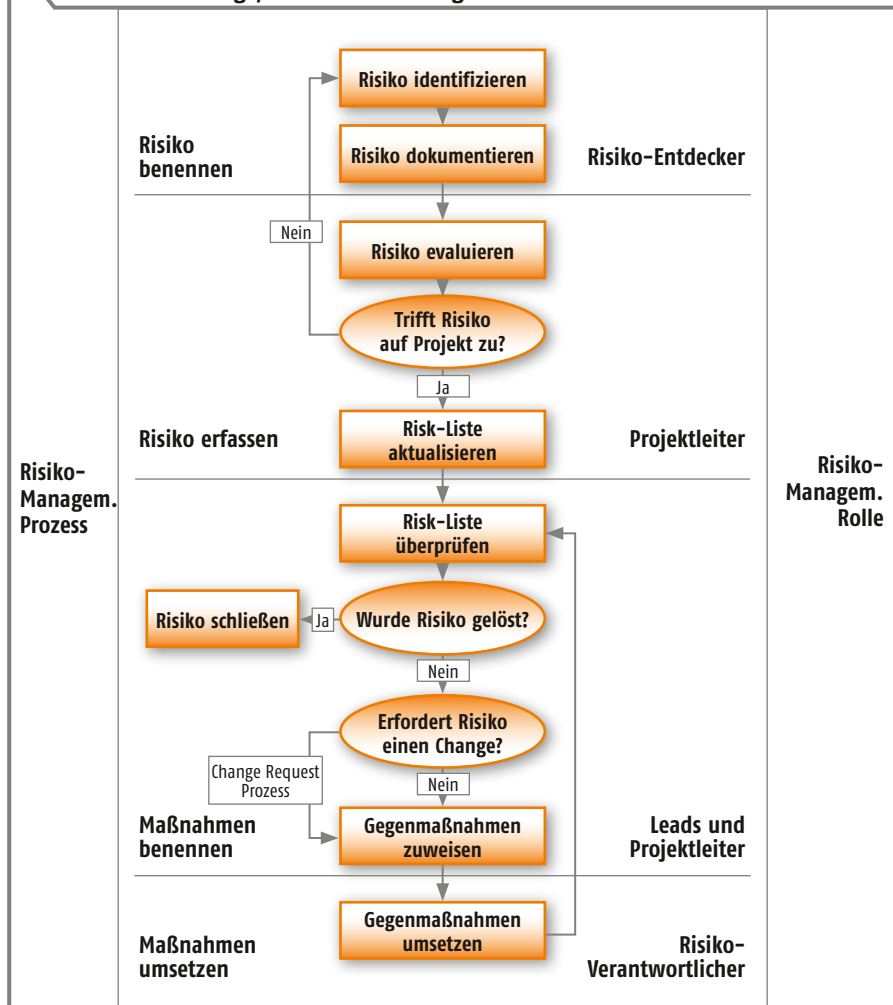 Risiko identifizieren
Risiko
benennen
Risiko dokumentieren
Risiko-Entdecker
Nein
Risiko evaluieren
Trifft Risiko
auf Projekt zu?
Ja
Risiko erfassen
Risk-Liste
aktualisieren
Projektleiter
Risiko-
Managem.
Prozess
Risiko-
Managem.
Rolle
Risk-Liste
überprüfen
Risiko schließen
Ja
Wurde Risiko gelöst?
Nein
Erfordert Risiko
einen Change?
Change Request
Prozess
Nein
Maßnahmen
benennen
Gegenmaßnahmen
zuweisen
Leads und
Projektleiter
Maßnahmen
umsetzen
Gegenmaßnahmen
umsetzen
Risiko-
Verantwortlicher